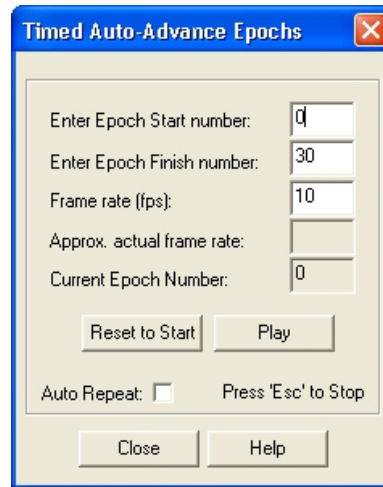 Timed Auto-Advance Epochs
Enter Epoch Start number: 0
Enter Epoch Finish number: 30
Frame rate (fps): 10
Approx. actual frame rate:
Current Epoch Number: 0
Reset to Start Play
Auto Repeat: Press 'Esc' to Stop
Close Help